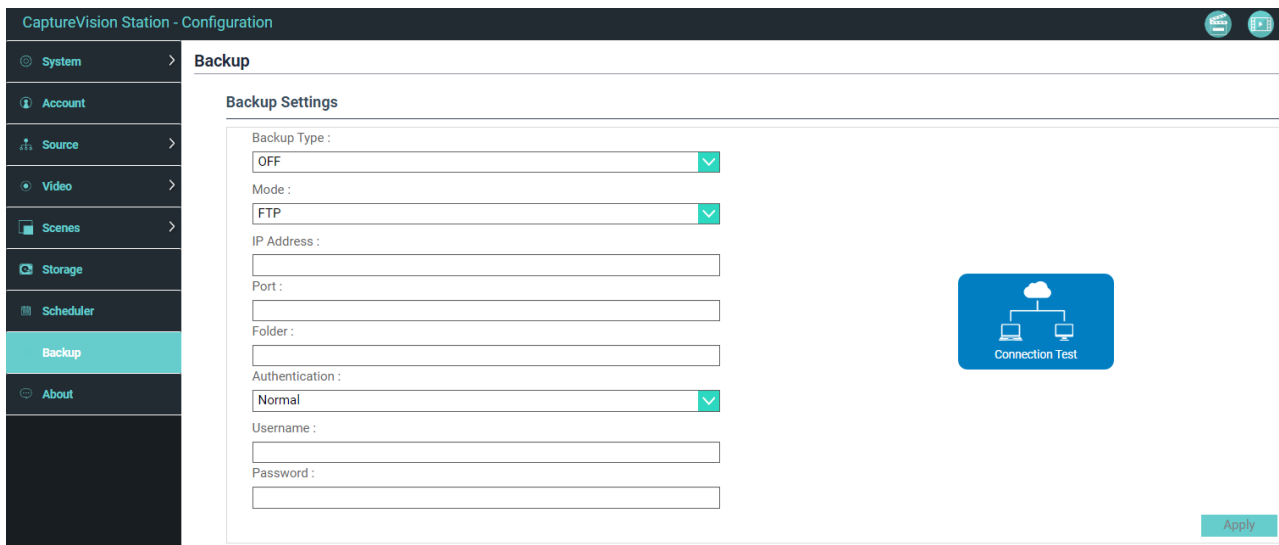 CaptureVision Station - Configuration
System
Account
Source
Video
Scenes
Storage
Scheduler
Backup
About
Backup
Backup Settings
Backup Type :
OFF
Mode :
FTP
IP Address :
Port :
Folder :
Authentication :
Normal
Username :
Password :
Connection Test
Apply